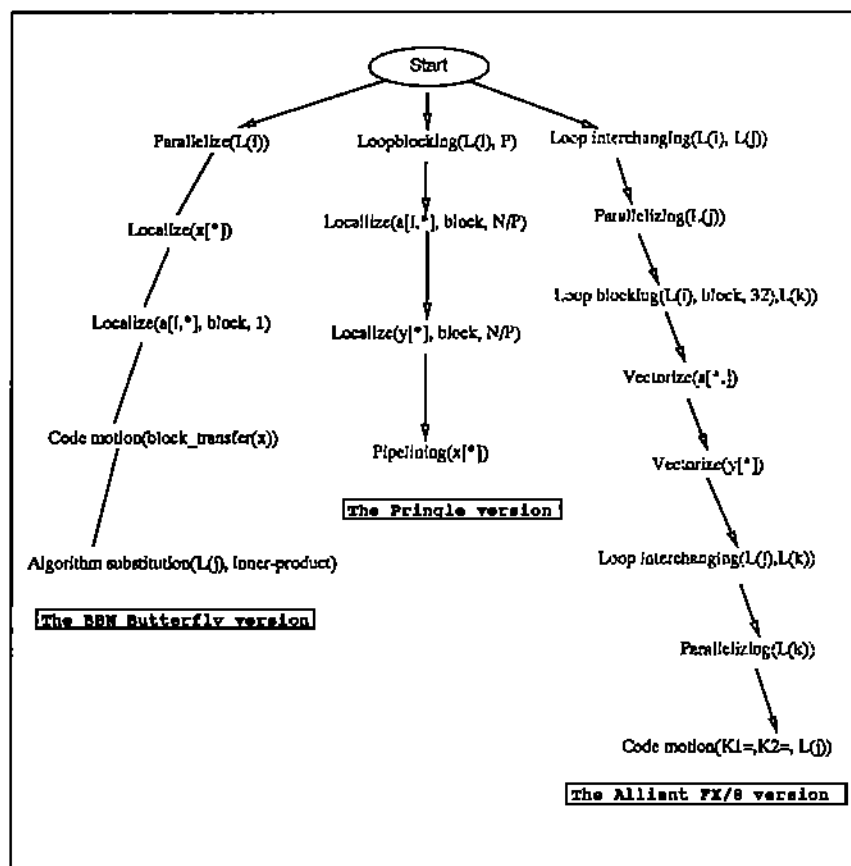 Start
Parallelize(L(i))
Loopblocking(L(i), P)
Loop interchanging(L(i), L(j))
Localize(x[*])
Locallize(a[i,*], block, N/P)
Parallelizing(L(j))
Localize(a[i,*], block, 1)
Localize(y[*], block, N/P)
Loop blocking(L(i), block, 32),L(k))
Vectorize(a[*,j])
Code motion(block_transfer(x))
Pipelining(x[*])
Vectorize(y[*])
The Pringle version
Algorithm substitution(L(j), inner-product)
Loop interchanging(L(j),L(k))
The BBN Butterfly version
Parallelizing(L(k))
Code motion(K1=,K2=, L(j))
The Alliant FX/8 version